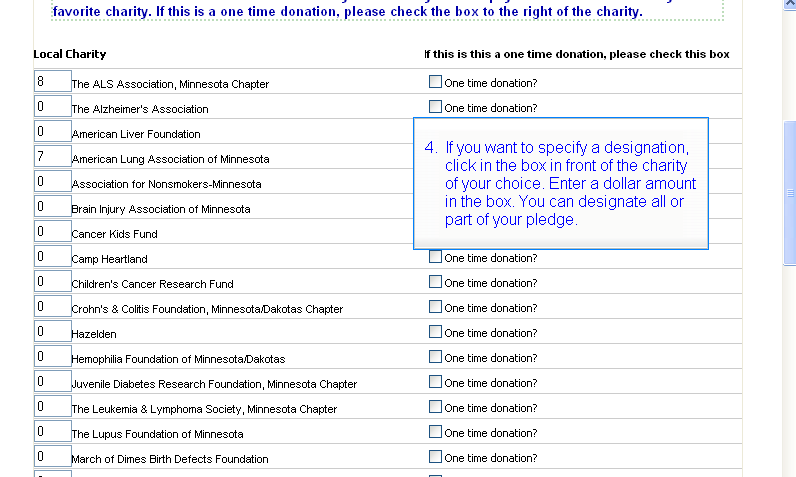 favorite charity. If this is a one time donation, please check the box to the right of the charity.
Local Charity If this is this a one time donation, please check this box
8 The ALS Association, Minnesota Chapter One time donation?
0 The Alzheimer's Association One time donation?
0 American Liver Foundation
7 American Lung Association of Minnesota
0 Association for Nonsmokers-Minnesota
0 Brain Injury Association of Minnesota
0 Cancer Kids Fund
4. If you want to specify a designation,
click in the box in front of the charity
of your choice. Enter a dollar amount
in the box. You can designate all or
part of your pledge.
0 Camp Heartland One time donation?
0 Children's Cancer Research Fund One time donation?
0 Crohn's & Colitis Foundation, Minnesota/Dakotas Chapter One time donation?
0 Hazelden One time donation?
0 Hemophilia Foundation of Minnesota/Dakotas One time donation?
0 Juvenile Diabetes Research Foundation, Minnesota Chapter One time donation?
0 The Leukemia & Lymphoma Society, Minnesota Chapter One time donation?
0 The Lupus Foundation of Minnesota One time donation?
0 March of Dimes Birth Defects Foundation One time donation?